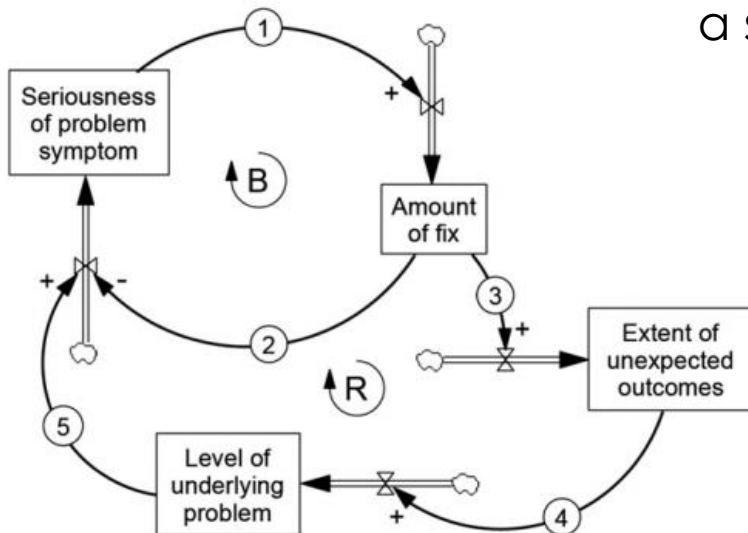 a s
1
+
Seriousness
of problem
symptom
B
Amount
of fix
+
-
3
+
2
Extent of
unexpected
outcomes
R
5
Level of
underlying
problem
+
4